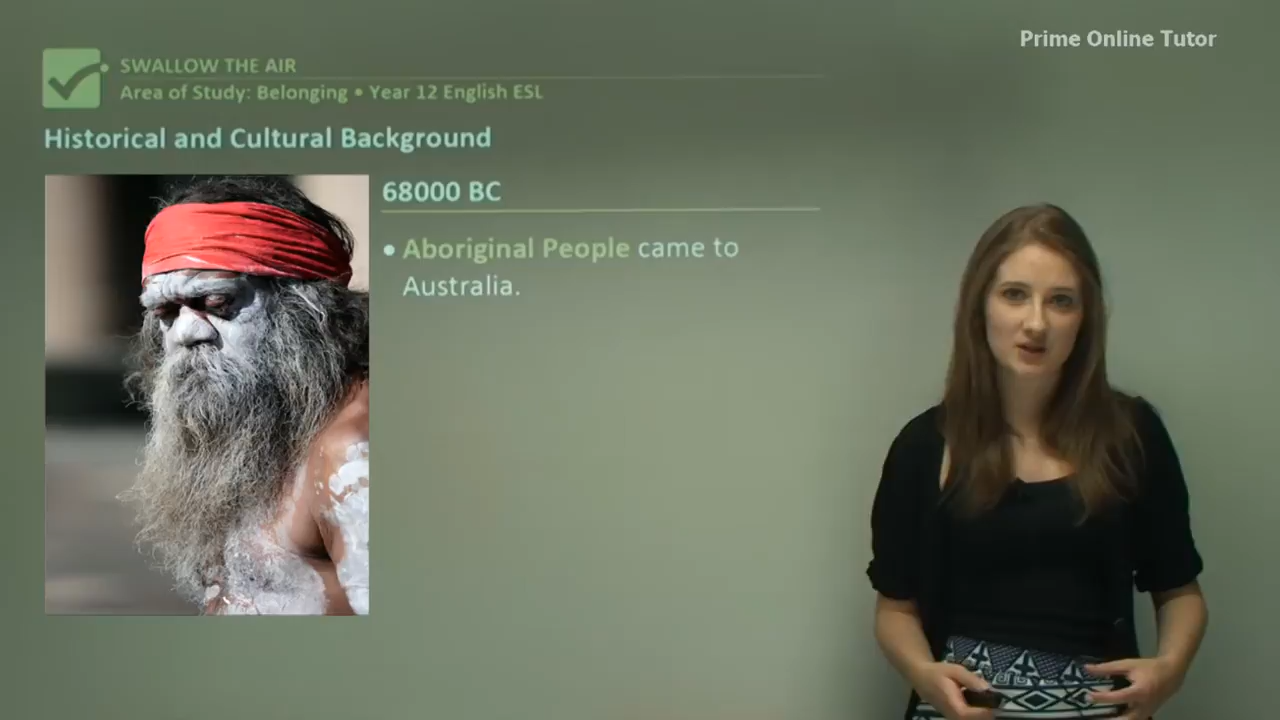 Prime Online Tutor
SWALLOW THE AIR
Area of Study: Belonging • Year 12 English ESL
Historical and Cultural Background
68000 BC
• Aboriginal People came to
Australia.